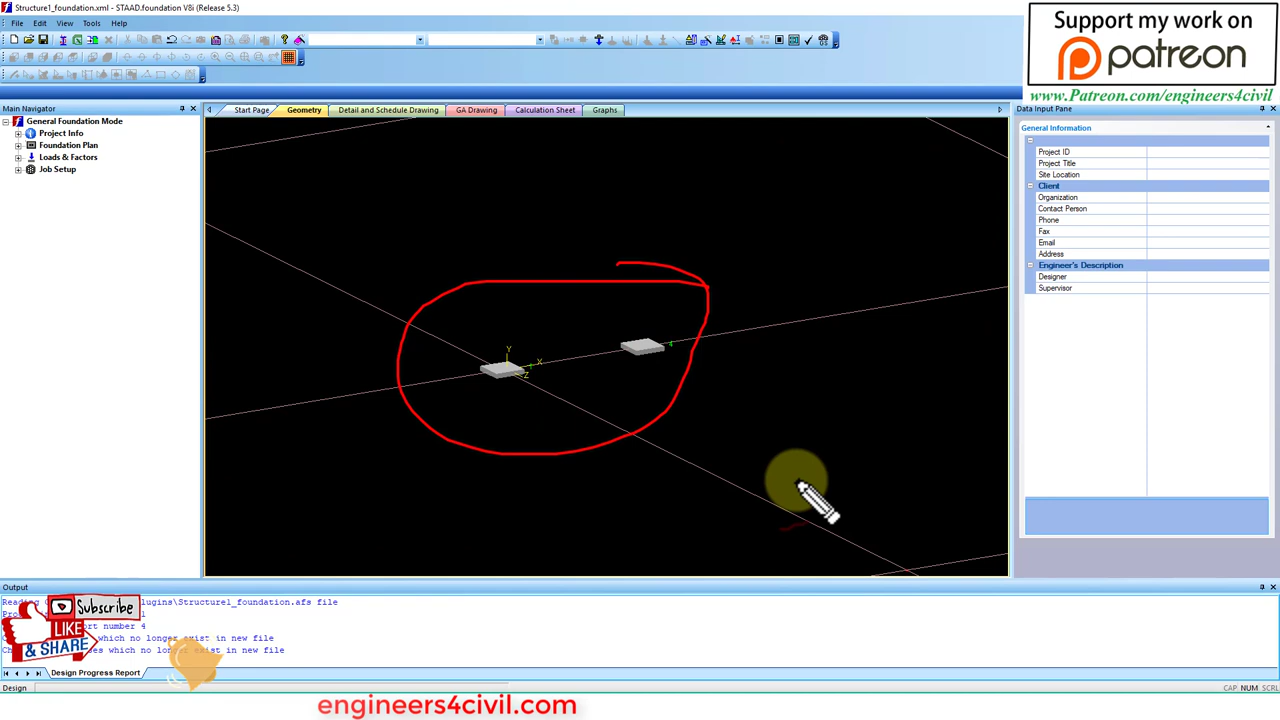 Structure1_foundation.xml - STAAD.foundation V8i (Release 5.3)
File Edit View Tools Help
Support my work on
patreon
www.Patreon.com/engineers4civil
Main Navigator
General Foundation Mode
Project Info
Foundation Plan
Loads & Factors
Job Setup
Start Page Geometry Detail and Schedule Drawing GA Drawing Calculation Sheet Graphs
Y
X
Z
1
4
Data Input Pane
General Information
Project ID
Project Title
Site Location
Client
Organization
Contact Person
Phone
Fax
Email
Address
Engineer's Description
Designer
Supervisor
Output
Reading lugins\Structure1_foundation.afs file
1
ort number 4
which no longer exist in new file
ses which no longer exist in new file
Subscribe
LIKE
& SHARE
Design Progress Report
Design
CAP NUM SCRL
engineers4civil.com